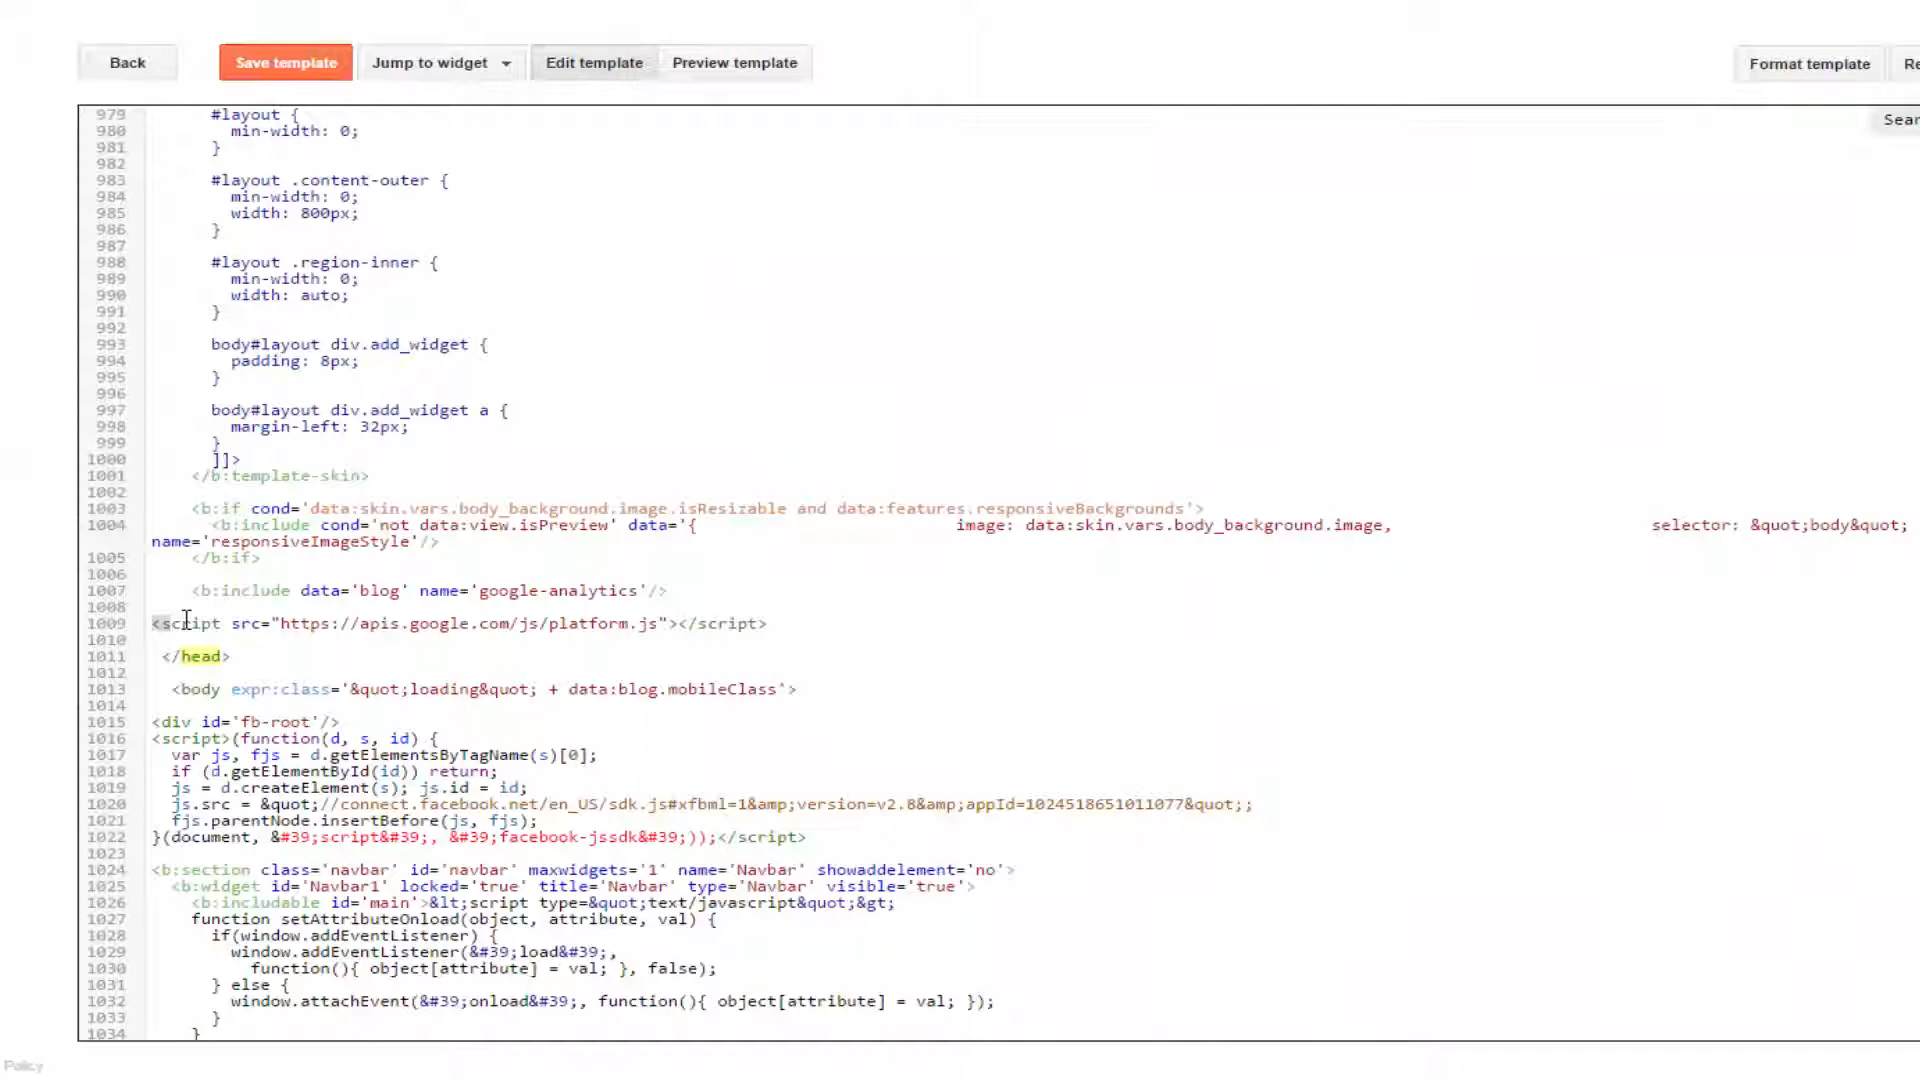 Back Save template Jump to widget Edit template Preview template Format template
979 #layout {
980 min-width: 0;
981 }
982
983 #layout .content-outer {
984 min-width: 0;
985 width: 800px;
986 }
987
988 #layout .region-inner {
989 min-width: 0;
990 width: auto;
991 }
992
993 body#layout div.add_widget {
994 padding: 8px;
995 }
996
997 body#layout div.add_widget a {
998 margin-left: 32px;
999 }
1000 ]]>
1001 </b:template-skin>
1002
1003 <b:if cond='data:skin.vars.body_background.image.isResizable and data:features.responsiveBackgrounds'>
1004 <b:include cond='not data:view.isPreview' data='{ image: data:skin.vars.body_background.image, selector: &quot;body&quot;
name='responsiveImageStyle'/>
1005 </b:if>
1006
1007 <b:include data='blog' name='google-analytics'/>
1008
1009 <script src="https://apis.google.com/js/platform.js"></script>
1010
1011 </head>
1012
1013 <body expr:class='&quot;loading&quot; + data:blog.mobileClass'>
1014
1015 <div id='fb-root'/>
1016 <script>(function(d, s, id) {
1017 var js, fjs = d.getElementsByTagName(s)[0];
1018 if (d.getElementById(id)) return;
1019 js = d.createElement(s); js.id = id;
1020 js.src = &quot;//connect.facebook.net/en_US/sdk.js#xfbml=1&amp;version=v2.8&amp;appId=1024518651011077&quot;;
1021 fjs.parentNode.insertBefore(js, fjs);
1022 }(document, &#39;script&#39;, &#39;facebook-jssdk&#39;));</script>
1023
1024 <b:section class='navbar' id='navbar' maxwidgets='1' name='Navbar' showaddelement='no'>
1025 <b:widget id='Navbar1' locked='true' title='Navbar' type='Navbar' visible='true'>
1026 <b:includable id='main'>&lt;script type=&quot;text/javascript&quot;&gt;
1027 function setAttributeOnload(object, attribute, val) {
1028 if(window.addEventListener) {
1029 window.addEventListener(&#39;load&#39;,
1030 function(){ object[attribute] = val; }, false);
1031 } else {
1032 window.attachEvent(&#39;onload&#39;, function(){ object[attribute] = val; });
1033 }
1034 }
Policy